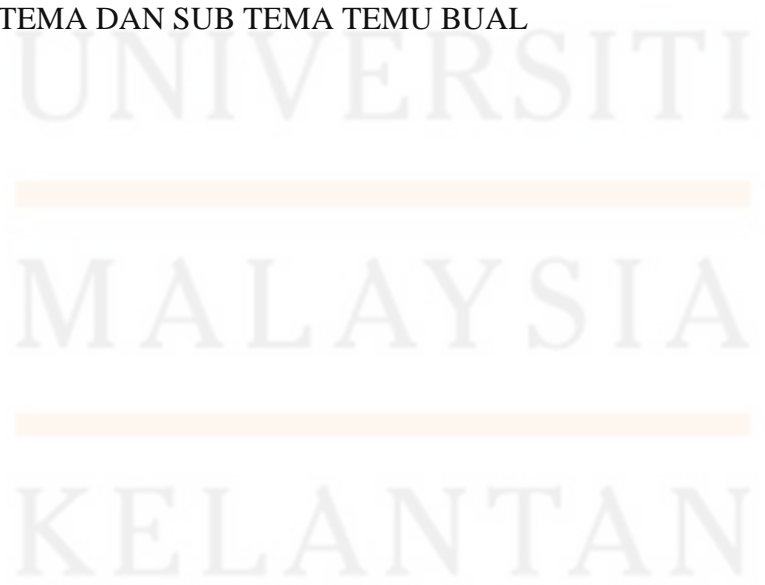 TEMA DAN SUB TEMA TEMU BUAL
UNIVERSITI
MALAYSIA
KELANTAN